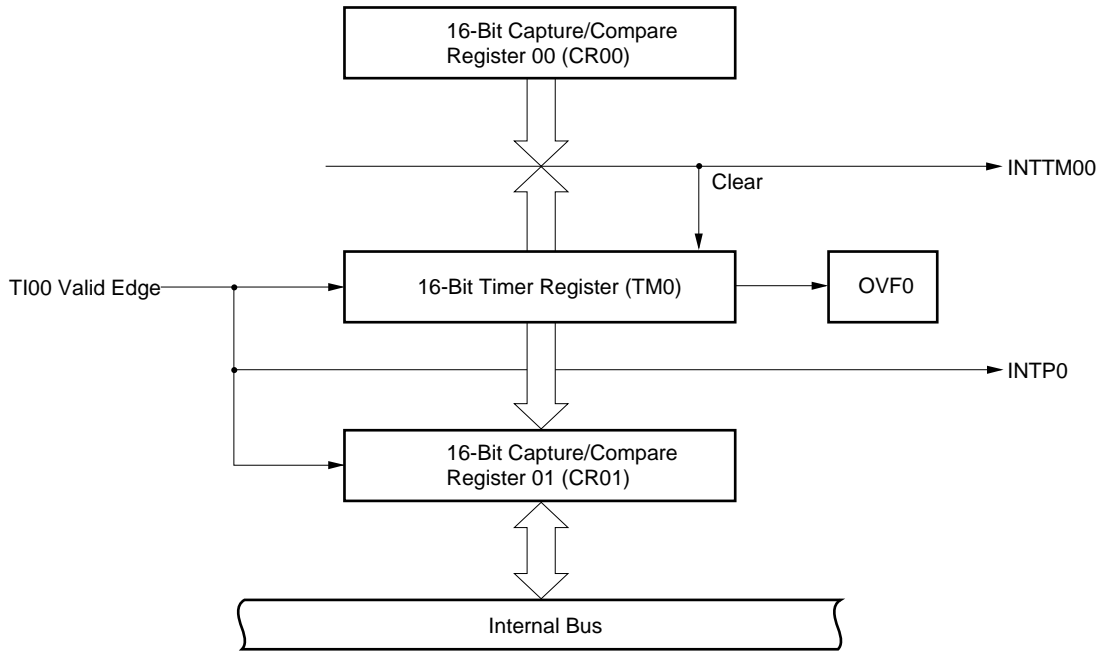 16-Bit Capture/Compare
Register 00 (CR00)
INTTM00
Clear
TI00 Valid Edge
16-Bit Timer Register (TM0)
OVF0
INTP0
16-Bit Capture/Compare
Register 01 (CR01)
Internal Bus